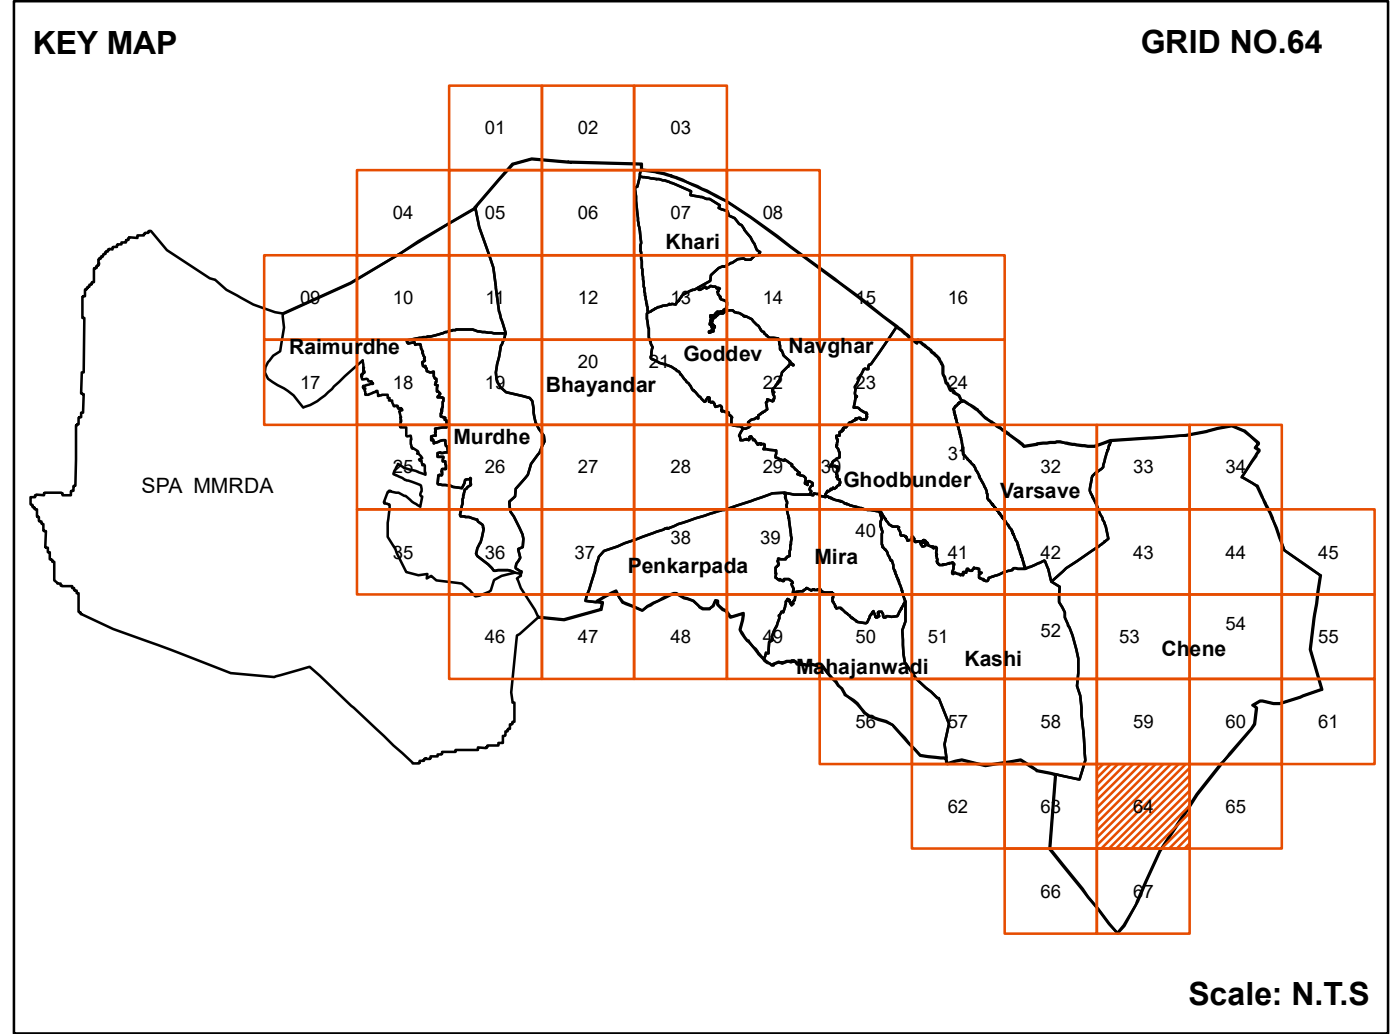 KEY MAP
GRID NO.64
01 02 03
04 05 06 07 08
Khari
09 10 11 12 13 14 15 16
Raimurdhe Goddev Navghar
17 18 19 20 21 22 23 24
Bhayandar
Murdhe
25 26 27 28 29 30 31 32 33 34
SPA MMRDA
Ghodbunder Varsave
35 36 37 38 39 40 41 42 43 44 45
Penkarpada Mira
46 47 48 49 50 51 52 53 54 55
Mahajanwadi Kashi Chene
56 57 58 59 60 61
62 63 64 65
66 67
Scale: N.T.S